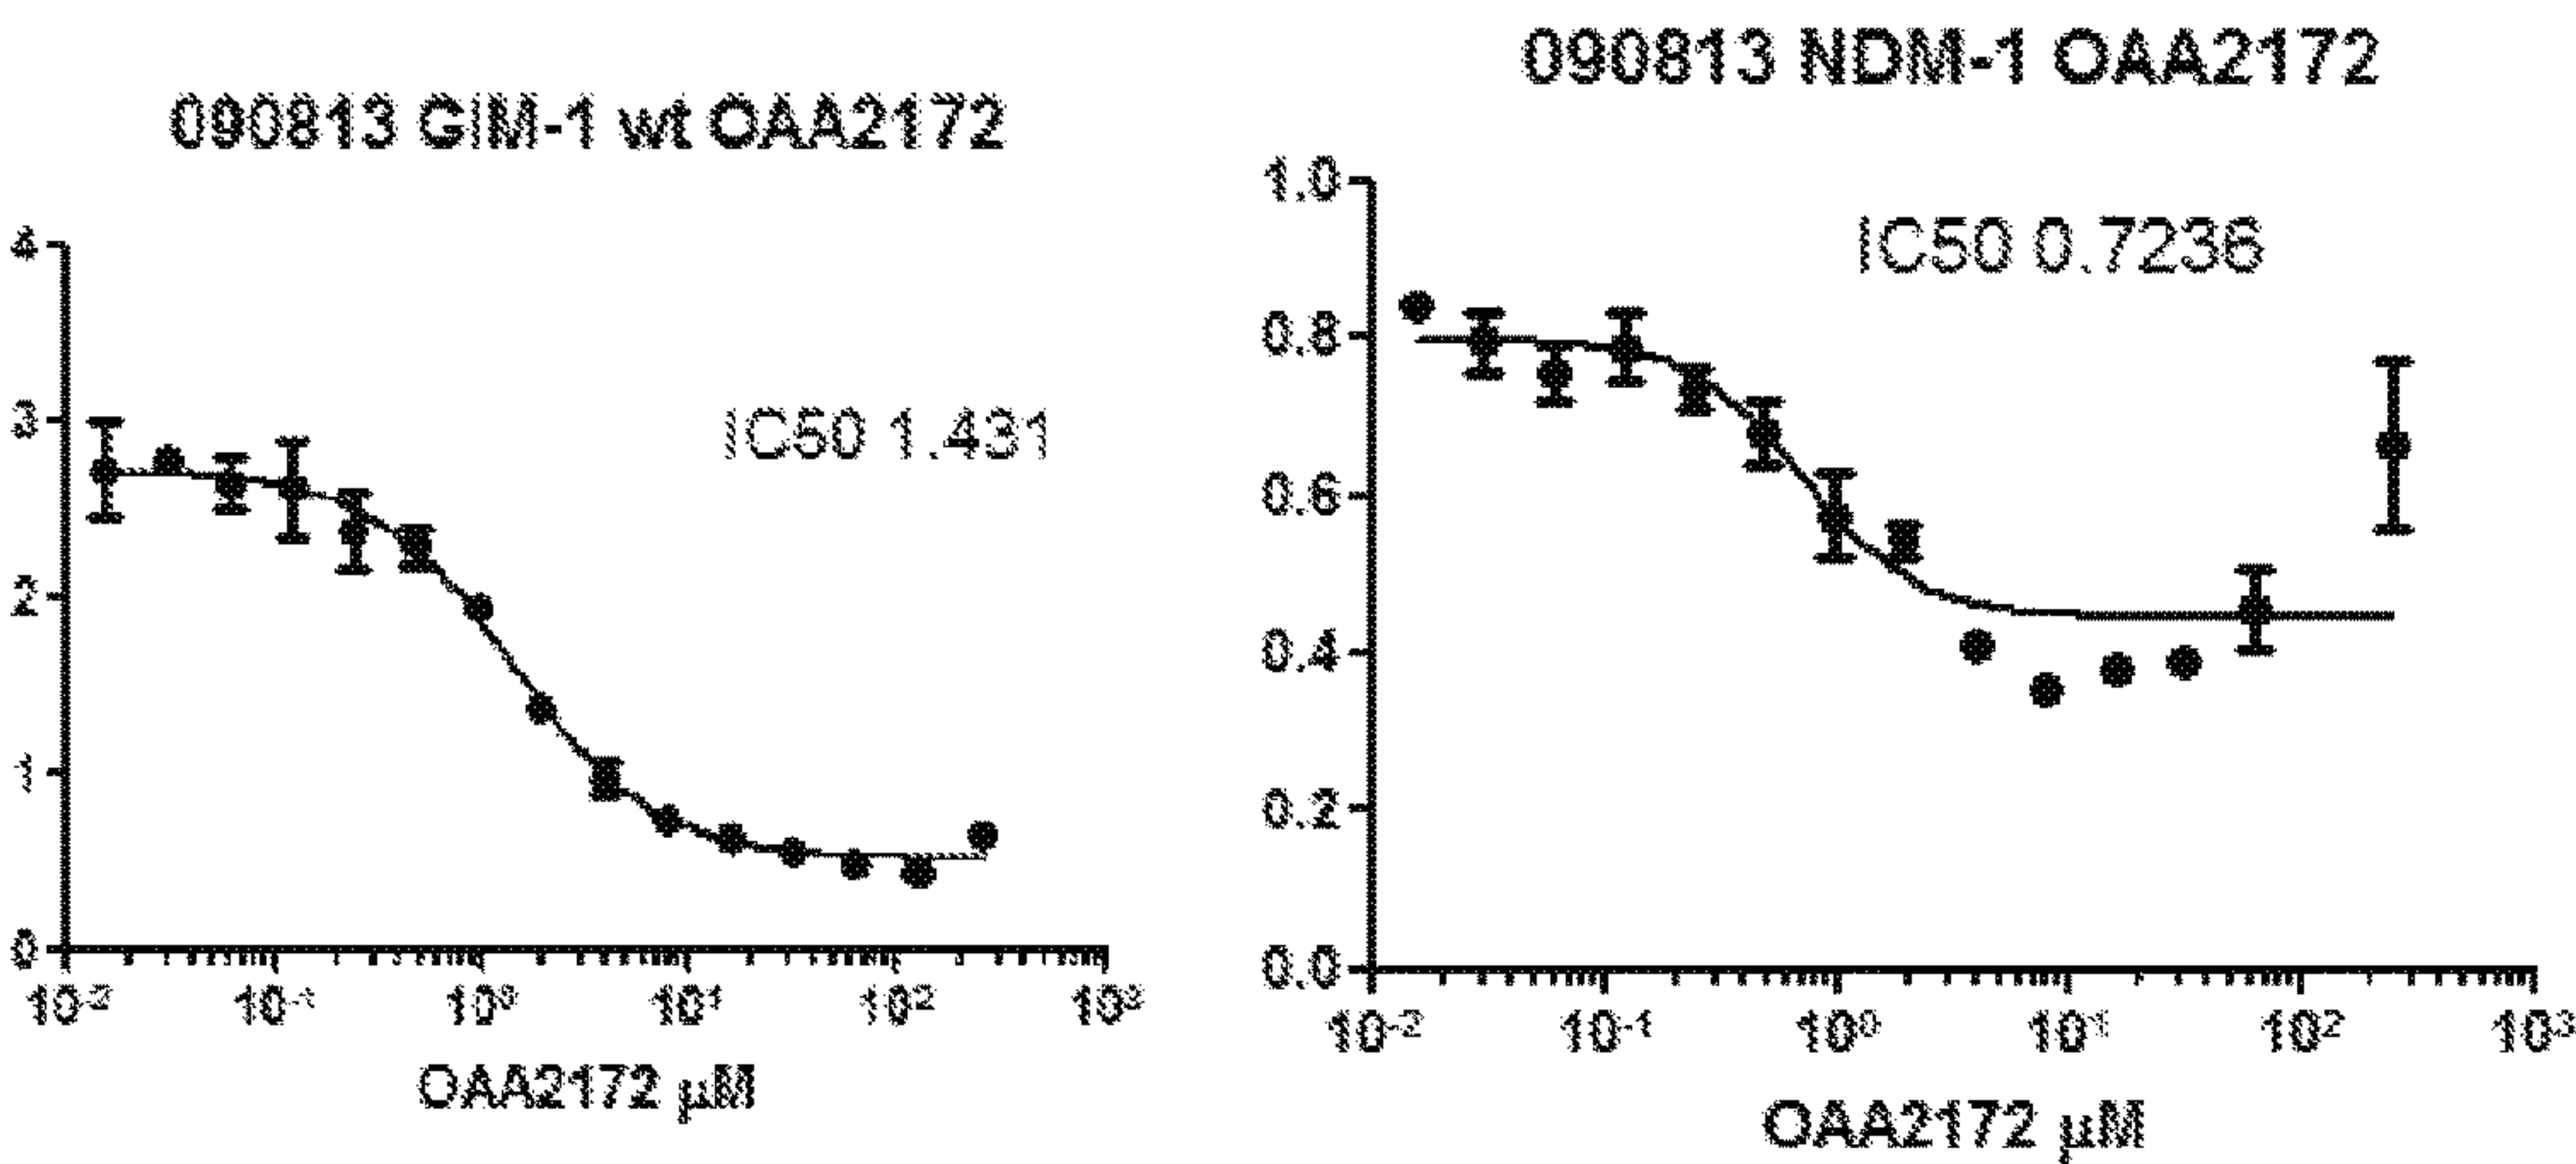 090813 GIM-1 wt OAA2172
IC50 1.431
4
3
2
1
0
10-2 10-1 100 101 102 103
OAA2172 μM
090813 NDM-1 OAA2172
IC50 0.7236
1.0
0.8
0.6
0.4
0.2
0.0
10-2 10-1 100 101 102 103
OAA2172 μM